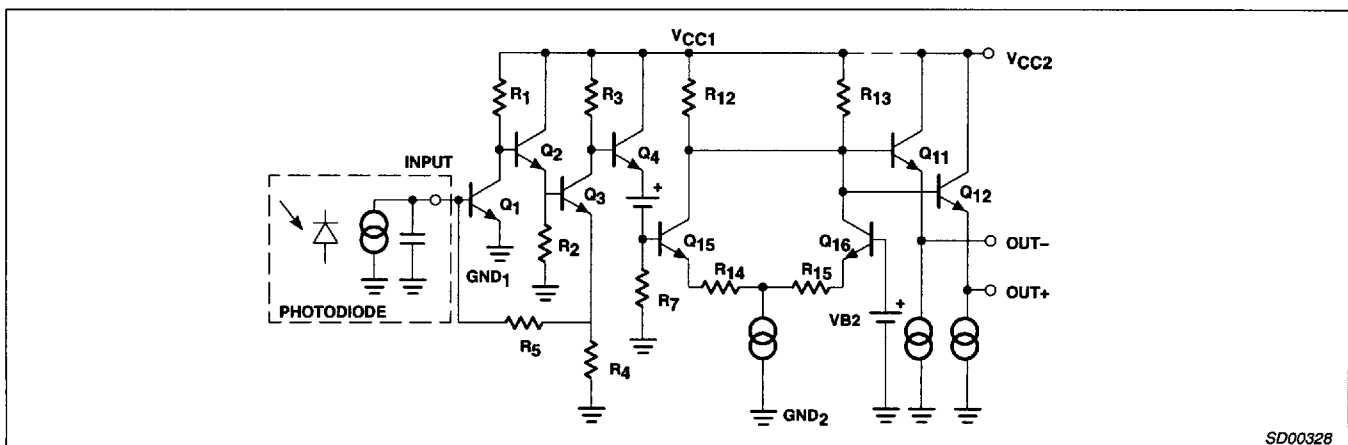 VCC1
VCC2
R1
R3
R12
R13
INPUT
Q2
Q4
Q11
Q1
Q3
Q12
Q15
Q16
OUT–
GND1
R2
R14
R15
OUT+
PHOTODIODE
R7
VB2
R5
R4
GND2
SD00328